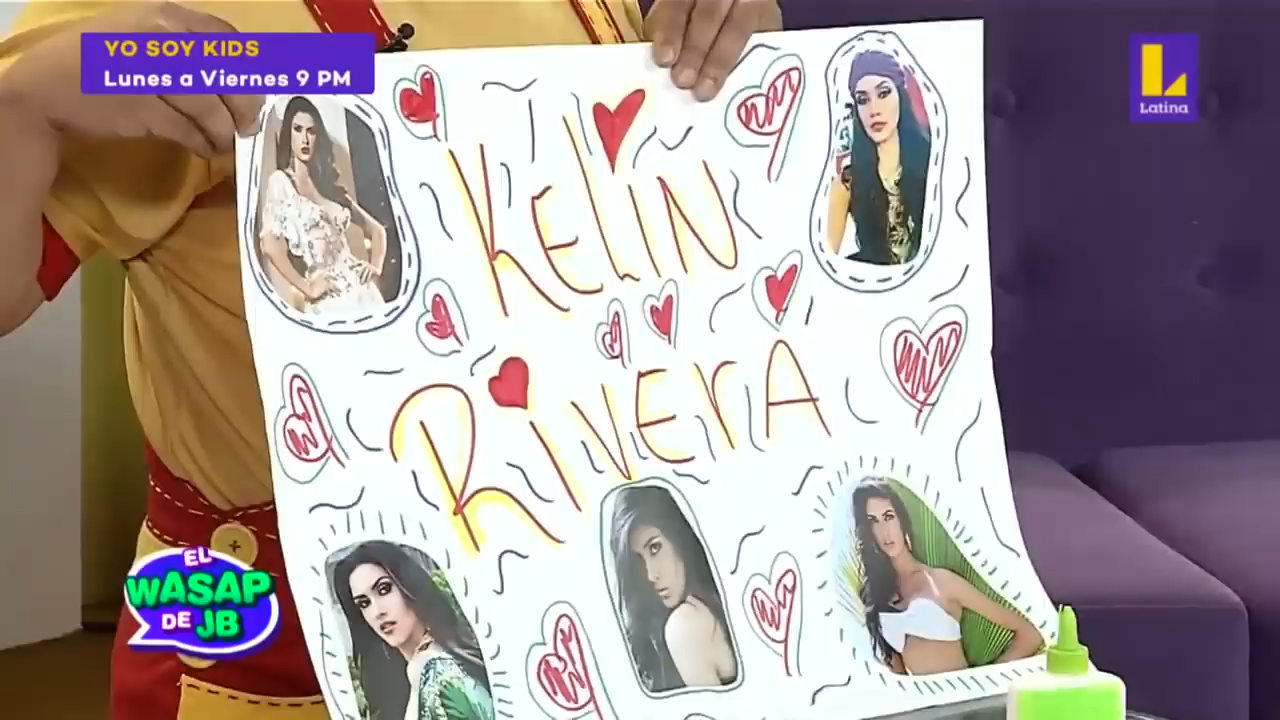 YO SOY KIDS
Lunes a Viernes 9 PM
L
Latina
KELIN
RivErA
EL
WASAP
DE JB